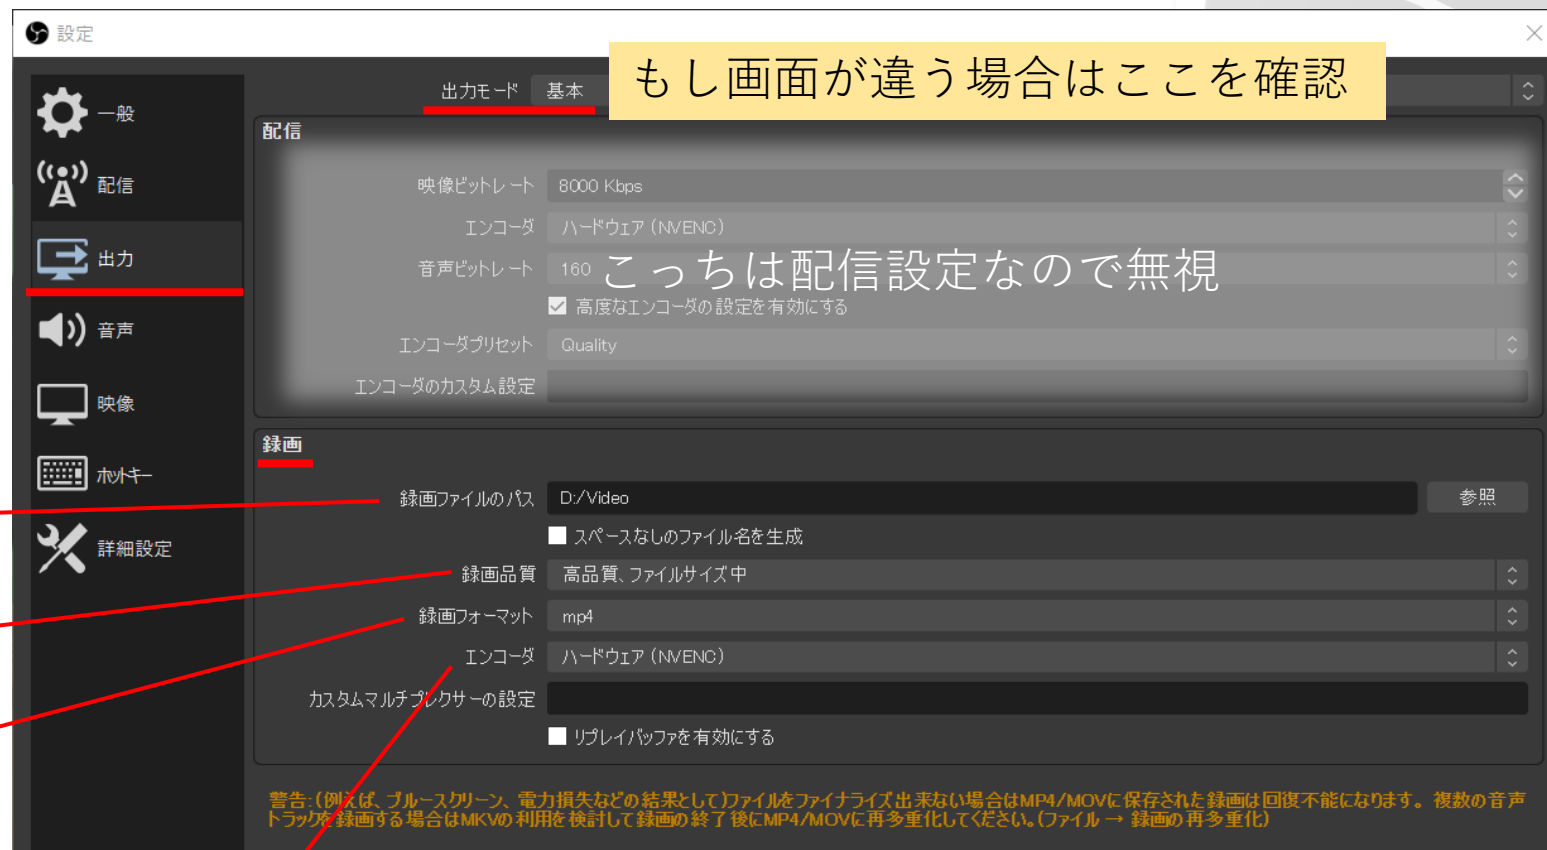 設定
もし画面が違う場合はここを確認
出力モード 基本
一般
配信
出力
音声
映像
ホットキー
詳細設定
配信
映像ビットレート 8000 Kbps
エンコーダ ハードウェア (NVENC)
音声ビットレート 160
こっちは配信設定なので無視
高度なエンコーダの設定を有効にする
エンコーダプリセット Quality
エンコーダのカスタム設定
録画
録画ファイルのパス D:/Video 参照
スペースなしのファイル名を生成
録画品質 高品質、ファイルサイズ中
録画フォーマット mp4
エンコーダ ハードウェア (NVENC)
カスタムマルチプレクサーの設定
リプレイバッファを有効にする
警告:(例えば、ブルースクリーン、電力損失などの結果として)ファイルをファイナライズ出来ない場合はMP4/MOVに保存された録画は回復不能になります。複数の音声
トラックを録画する場合はMKVの利用を検討して録画の終了後にMP4/MOVに再多重化してください。(ファイル → 録画の再多重化)